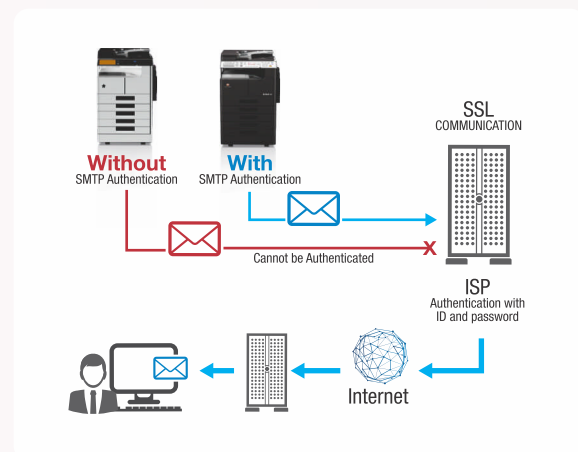 SSL
COMMUNICATION
Without
SMTP Authentication
With
SMTP Authentication
Cannot be Authenticated
X
ISP
Authentication with
ID and password
Internet